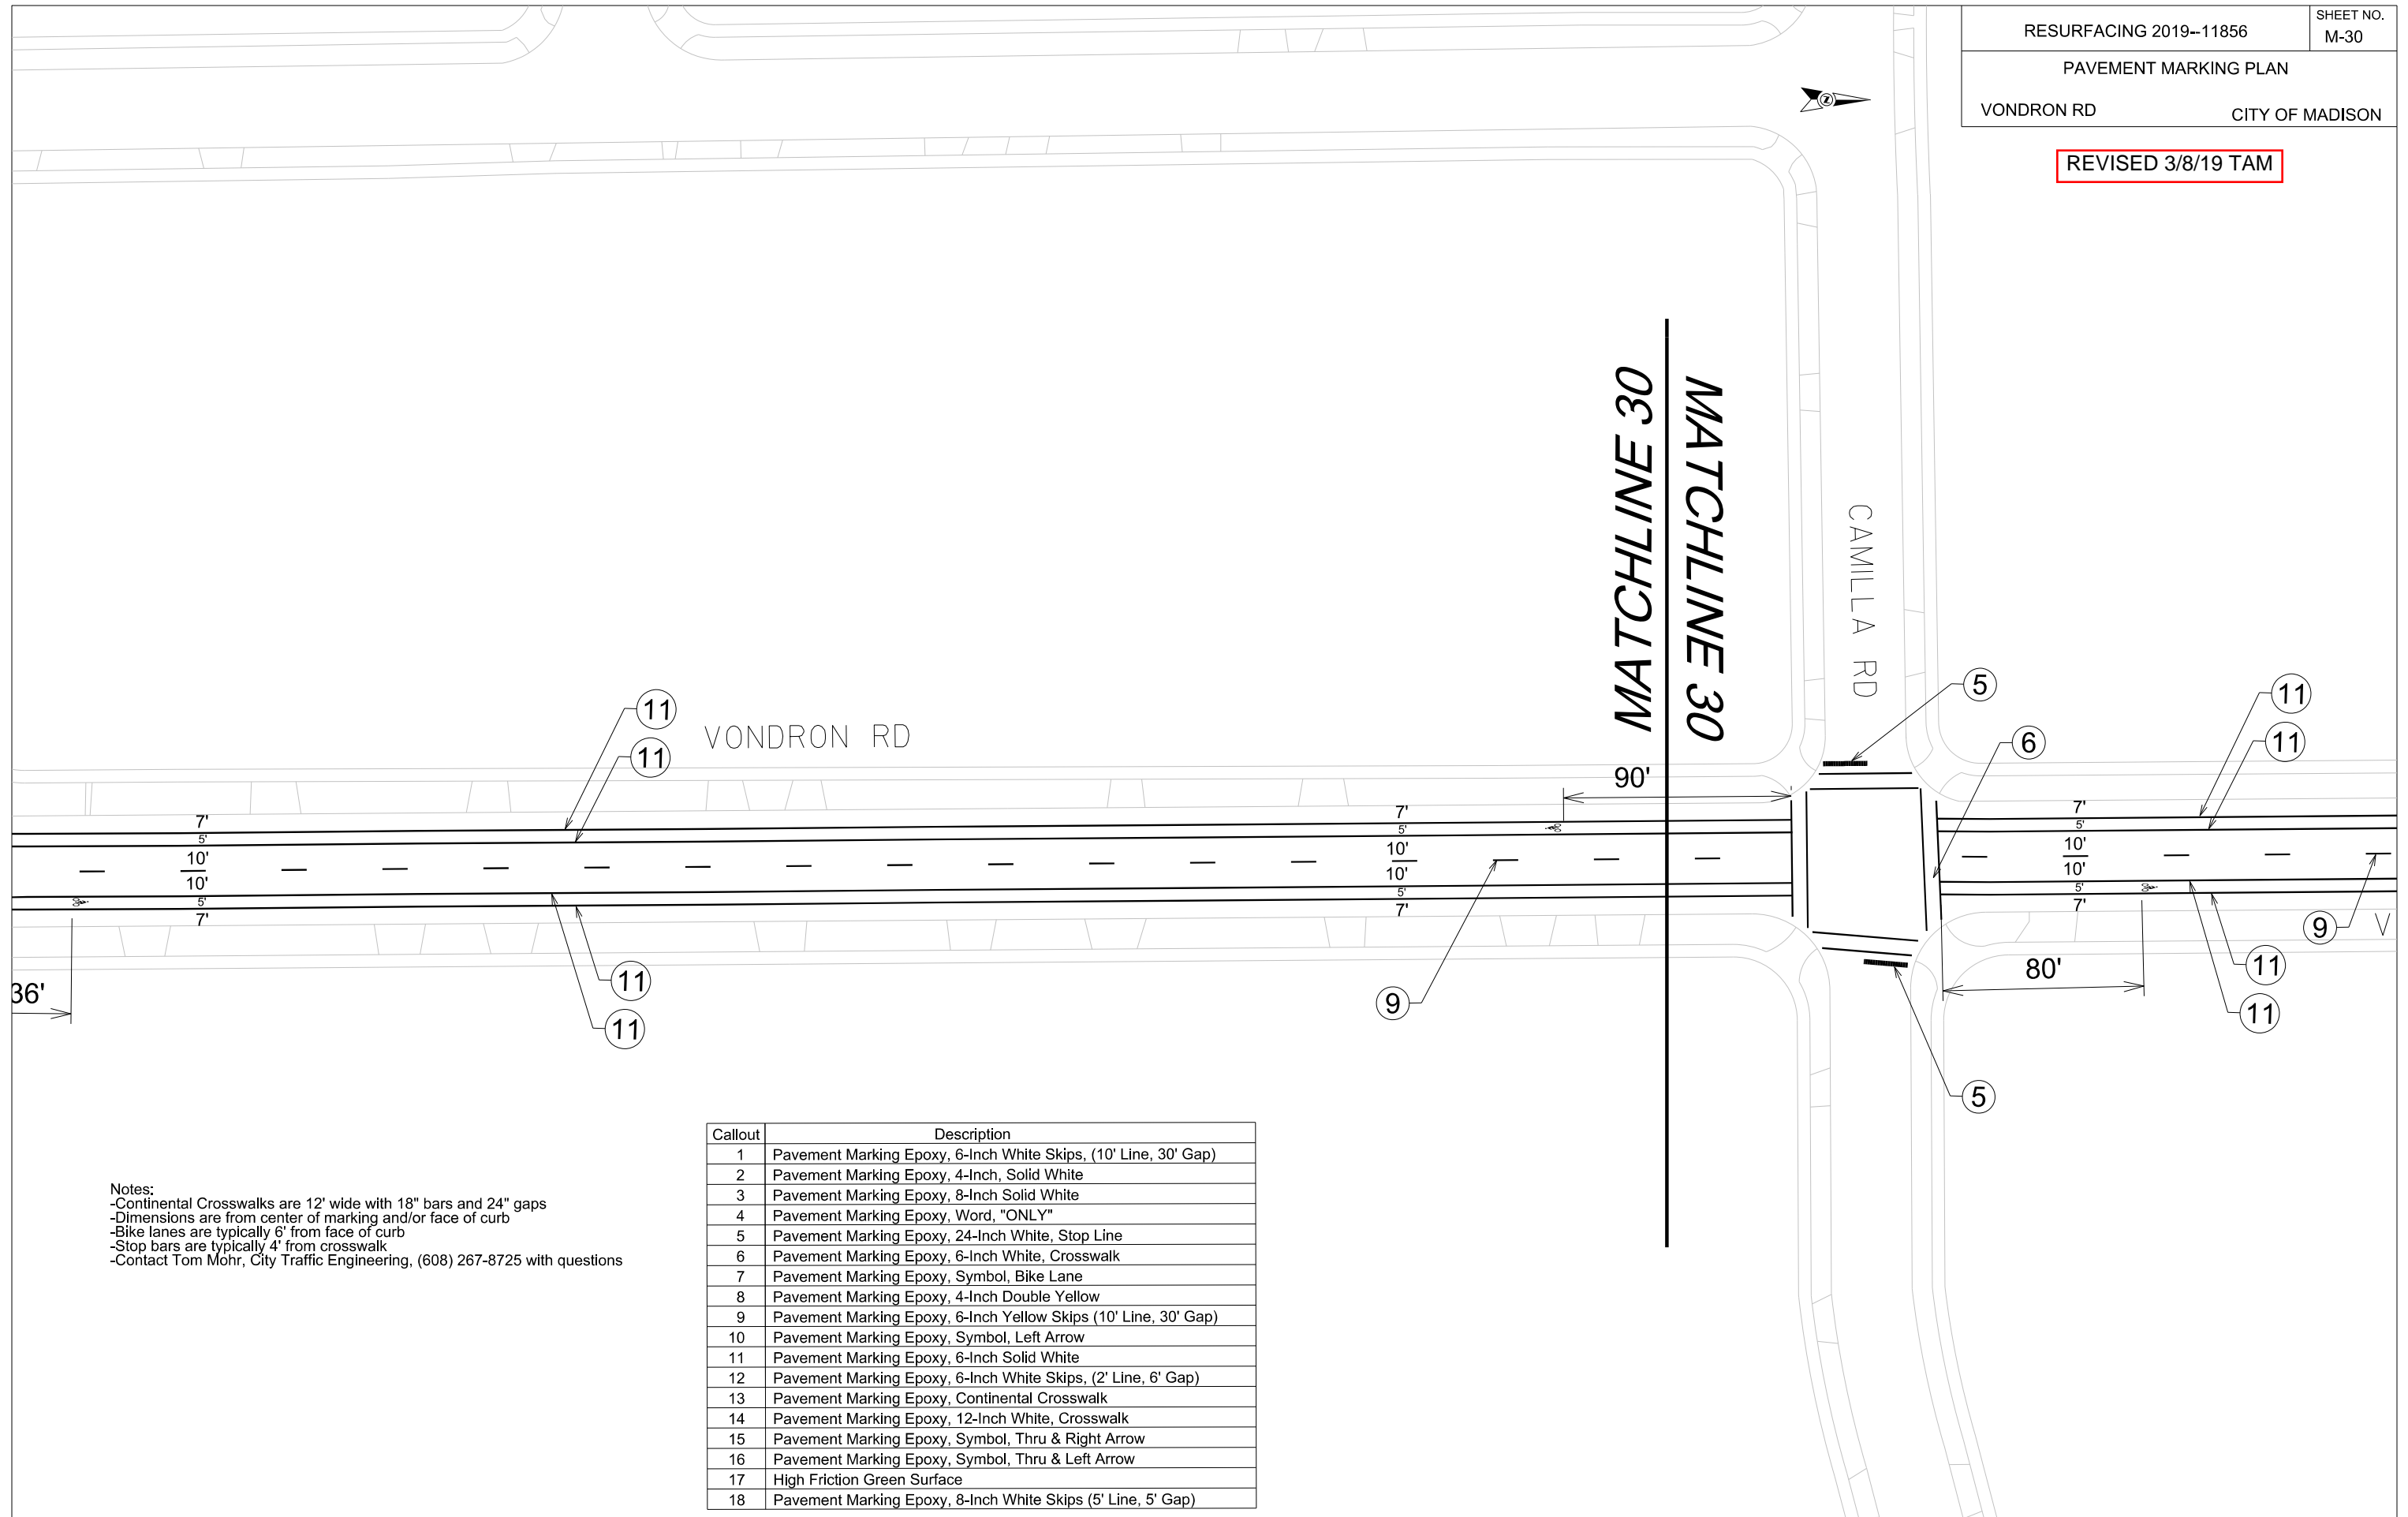 RESURFACING 2019--11856
SHEET NO.
M-30
PAVEMENT MARKING PLAN
VONDRON RD
CITY OF MADISON
REVISED 3/8/19 TAM
Z
MATCHLINE 30
MATCHLINE 30
CAMILLA RD
VONDRON RD
11
11
5
6
11
11
90'
7'
5'
10'
10'
5'
7'
7'
5'
10'
10'
5'
7'
7'
5'
10'
10'
5'
7'
36'
11
11
9
80'
9
V
11
11
5
Notes:
-Continental Crosswalks are 12' wide with 18" bars and 24" gaps
-Dimensions are from center of marking and/or face of curb
-Bike lanes are typically 6' from face of curb
-Stop bars are typically 4' from crosswalk
-Contact Tom Mohr, City Traffic Engineering, (608) 267-8725 with questions
Callout Description
1 Pavement Marking Epoxy, 6-Inch White Skips, (10' Line, 30' Gap)
2 Pavement Marking Epoxy, 4-Inch, Solid White
3 Pavement Marking Epoxy, 8-Inch Solid White
4 Pavement Marking Epoxy, Word, "ONLY"
5 Pavement Marking Epoxy, 24-Inch White, Stop Line
6 Pavement Marking Epoxy, 6-Inch White, Crosswalk
7 Pavement Marking Epoxy, Symbol, Bike Lane
8 Pavement Marking Epoxy, 4-Inch Double Yellow
9 Pavement Marking Epoxy, 6-Inch Yellow Skips (10' Line, 30' Gap)
10 Pavement Marking Epoxy, Symbol, Left Arrow
11 Pavement Marking Epoxy, 6-Inch Solid White
12 Pavement Marking Epoxy, 6-Inch White Skips, (2' Line, 6' Gap)
13 Pavement Marking Epoxy, Continental Crosswalk
14 Pavement Marking Epoxy, 12-Inch White, Crosswalk
15 Pavement Marking Epoxy, Symbol, Thru & Right Arrow
16 Pavement Marking Epoxy, Symbol, Thru & Left Arrow
17 High Friction Green Surface
18 Pavement Marking Epoxy, 8-Inch White Skips (5' Line, 5' Gap)